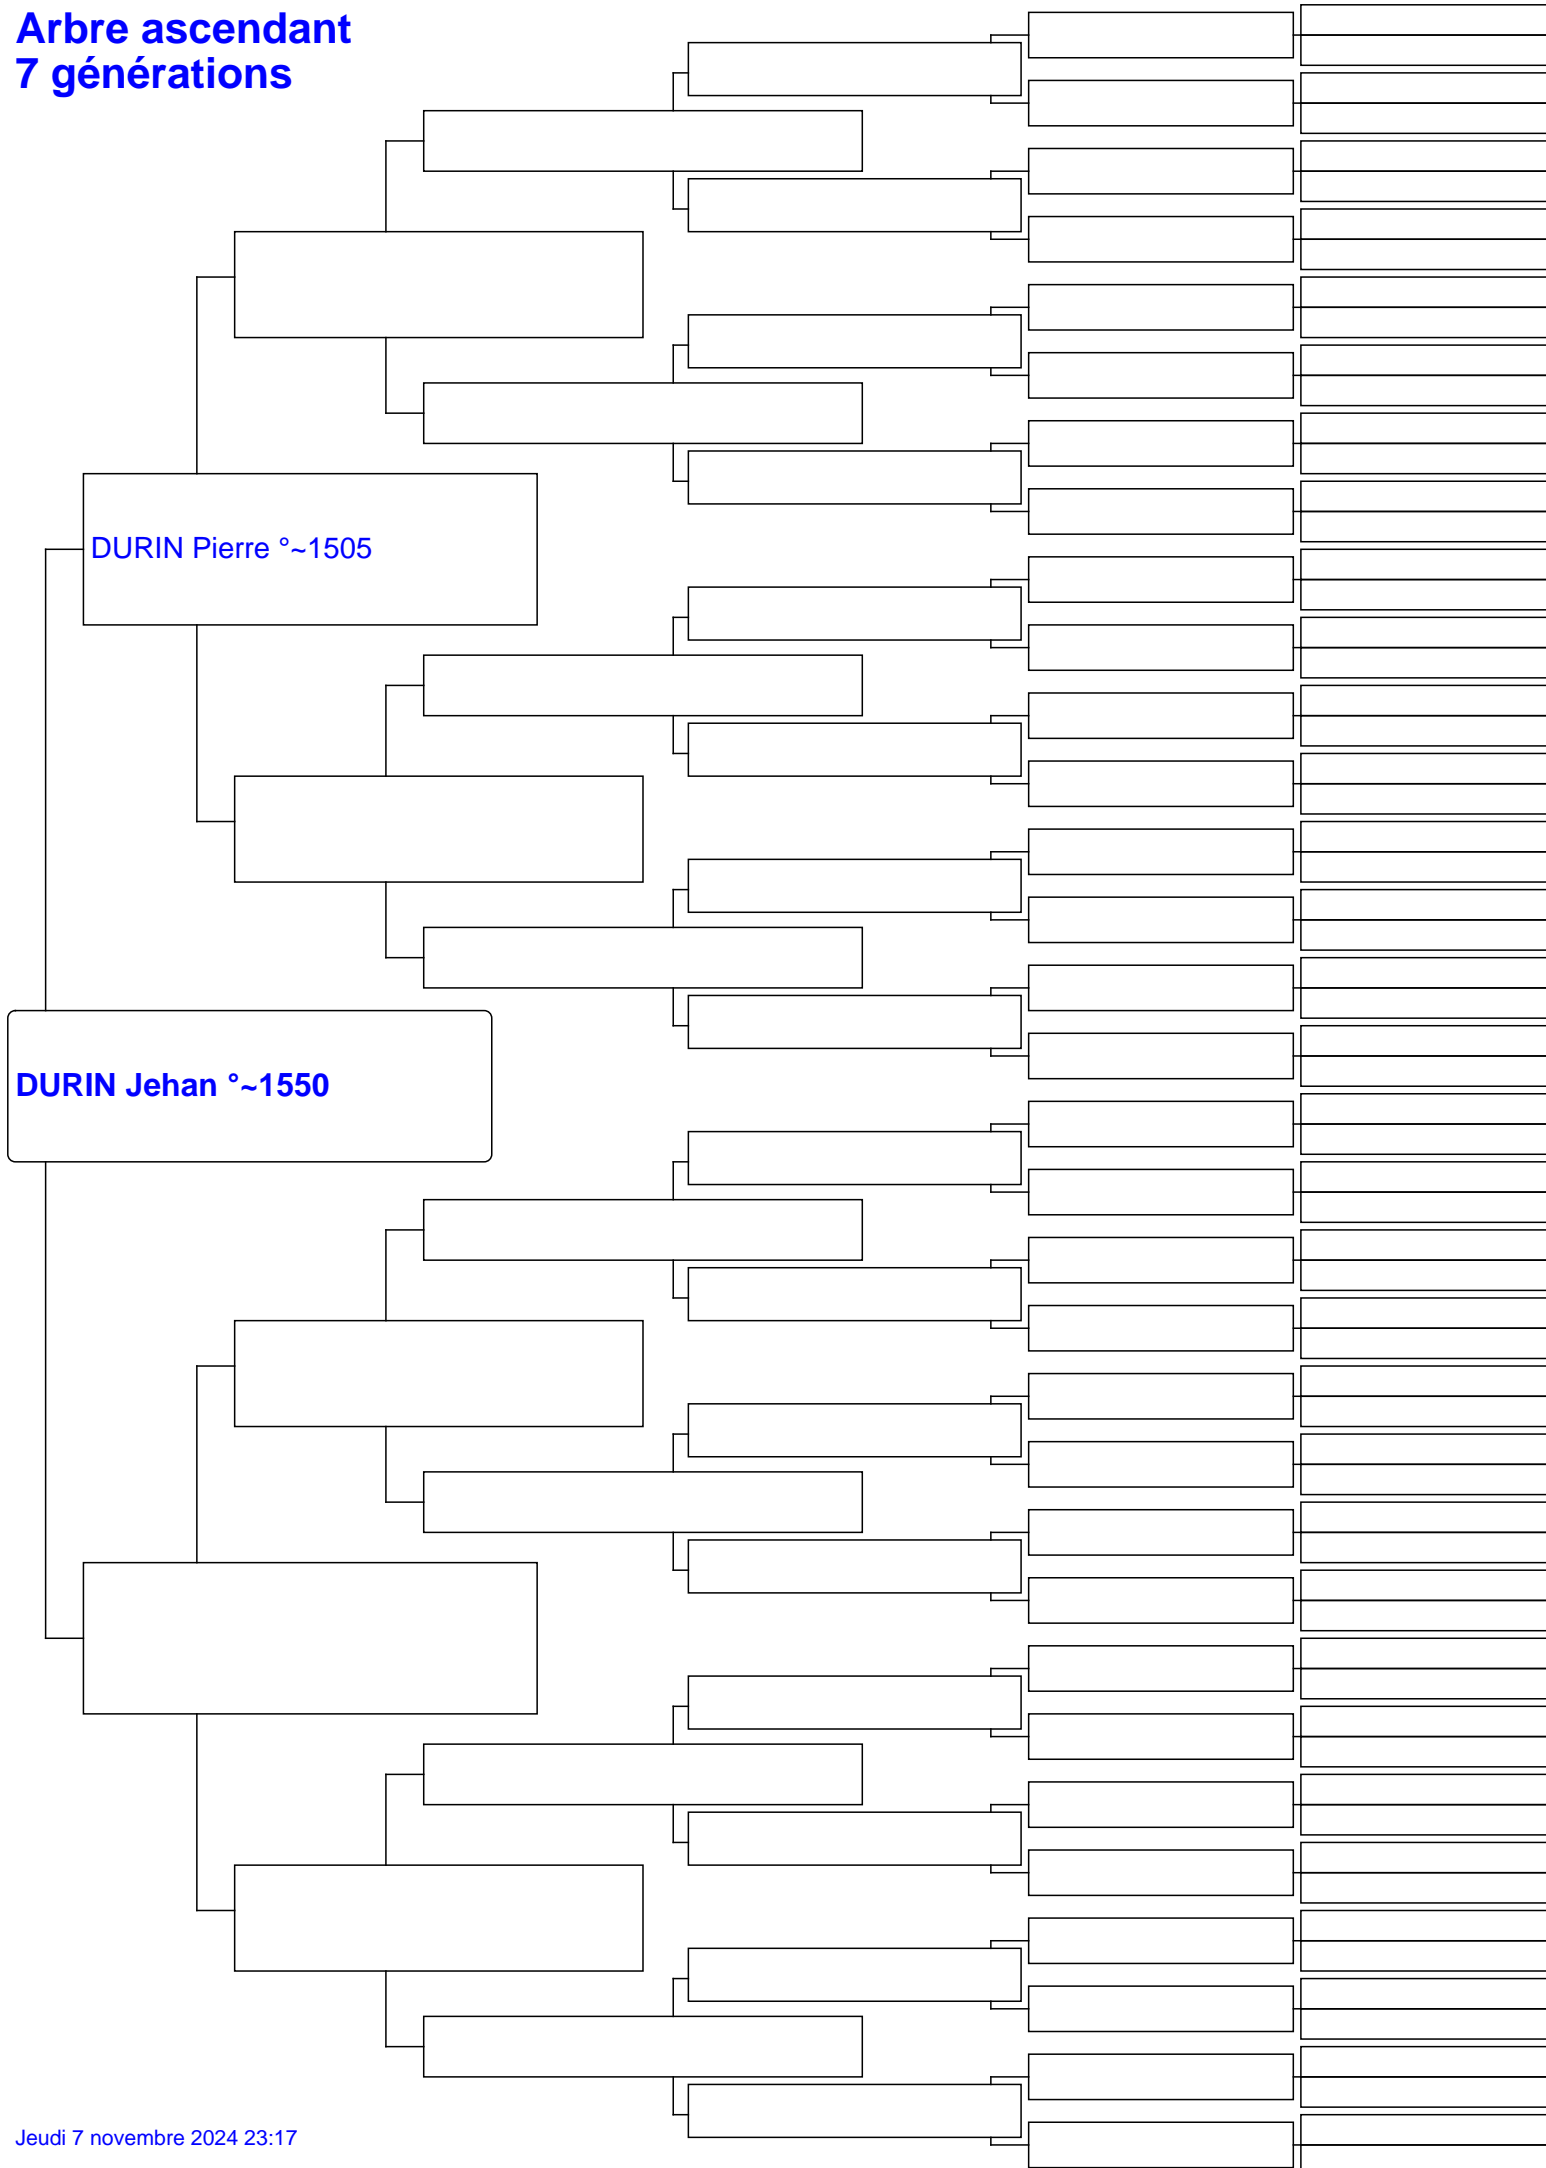 Arbre ascendant
7 générations
DURIN Pierre °~1505
DURIN Jehan °~1550
Jeudi 7 novembre 2024 23:17